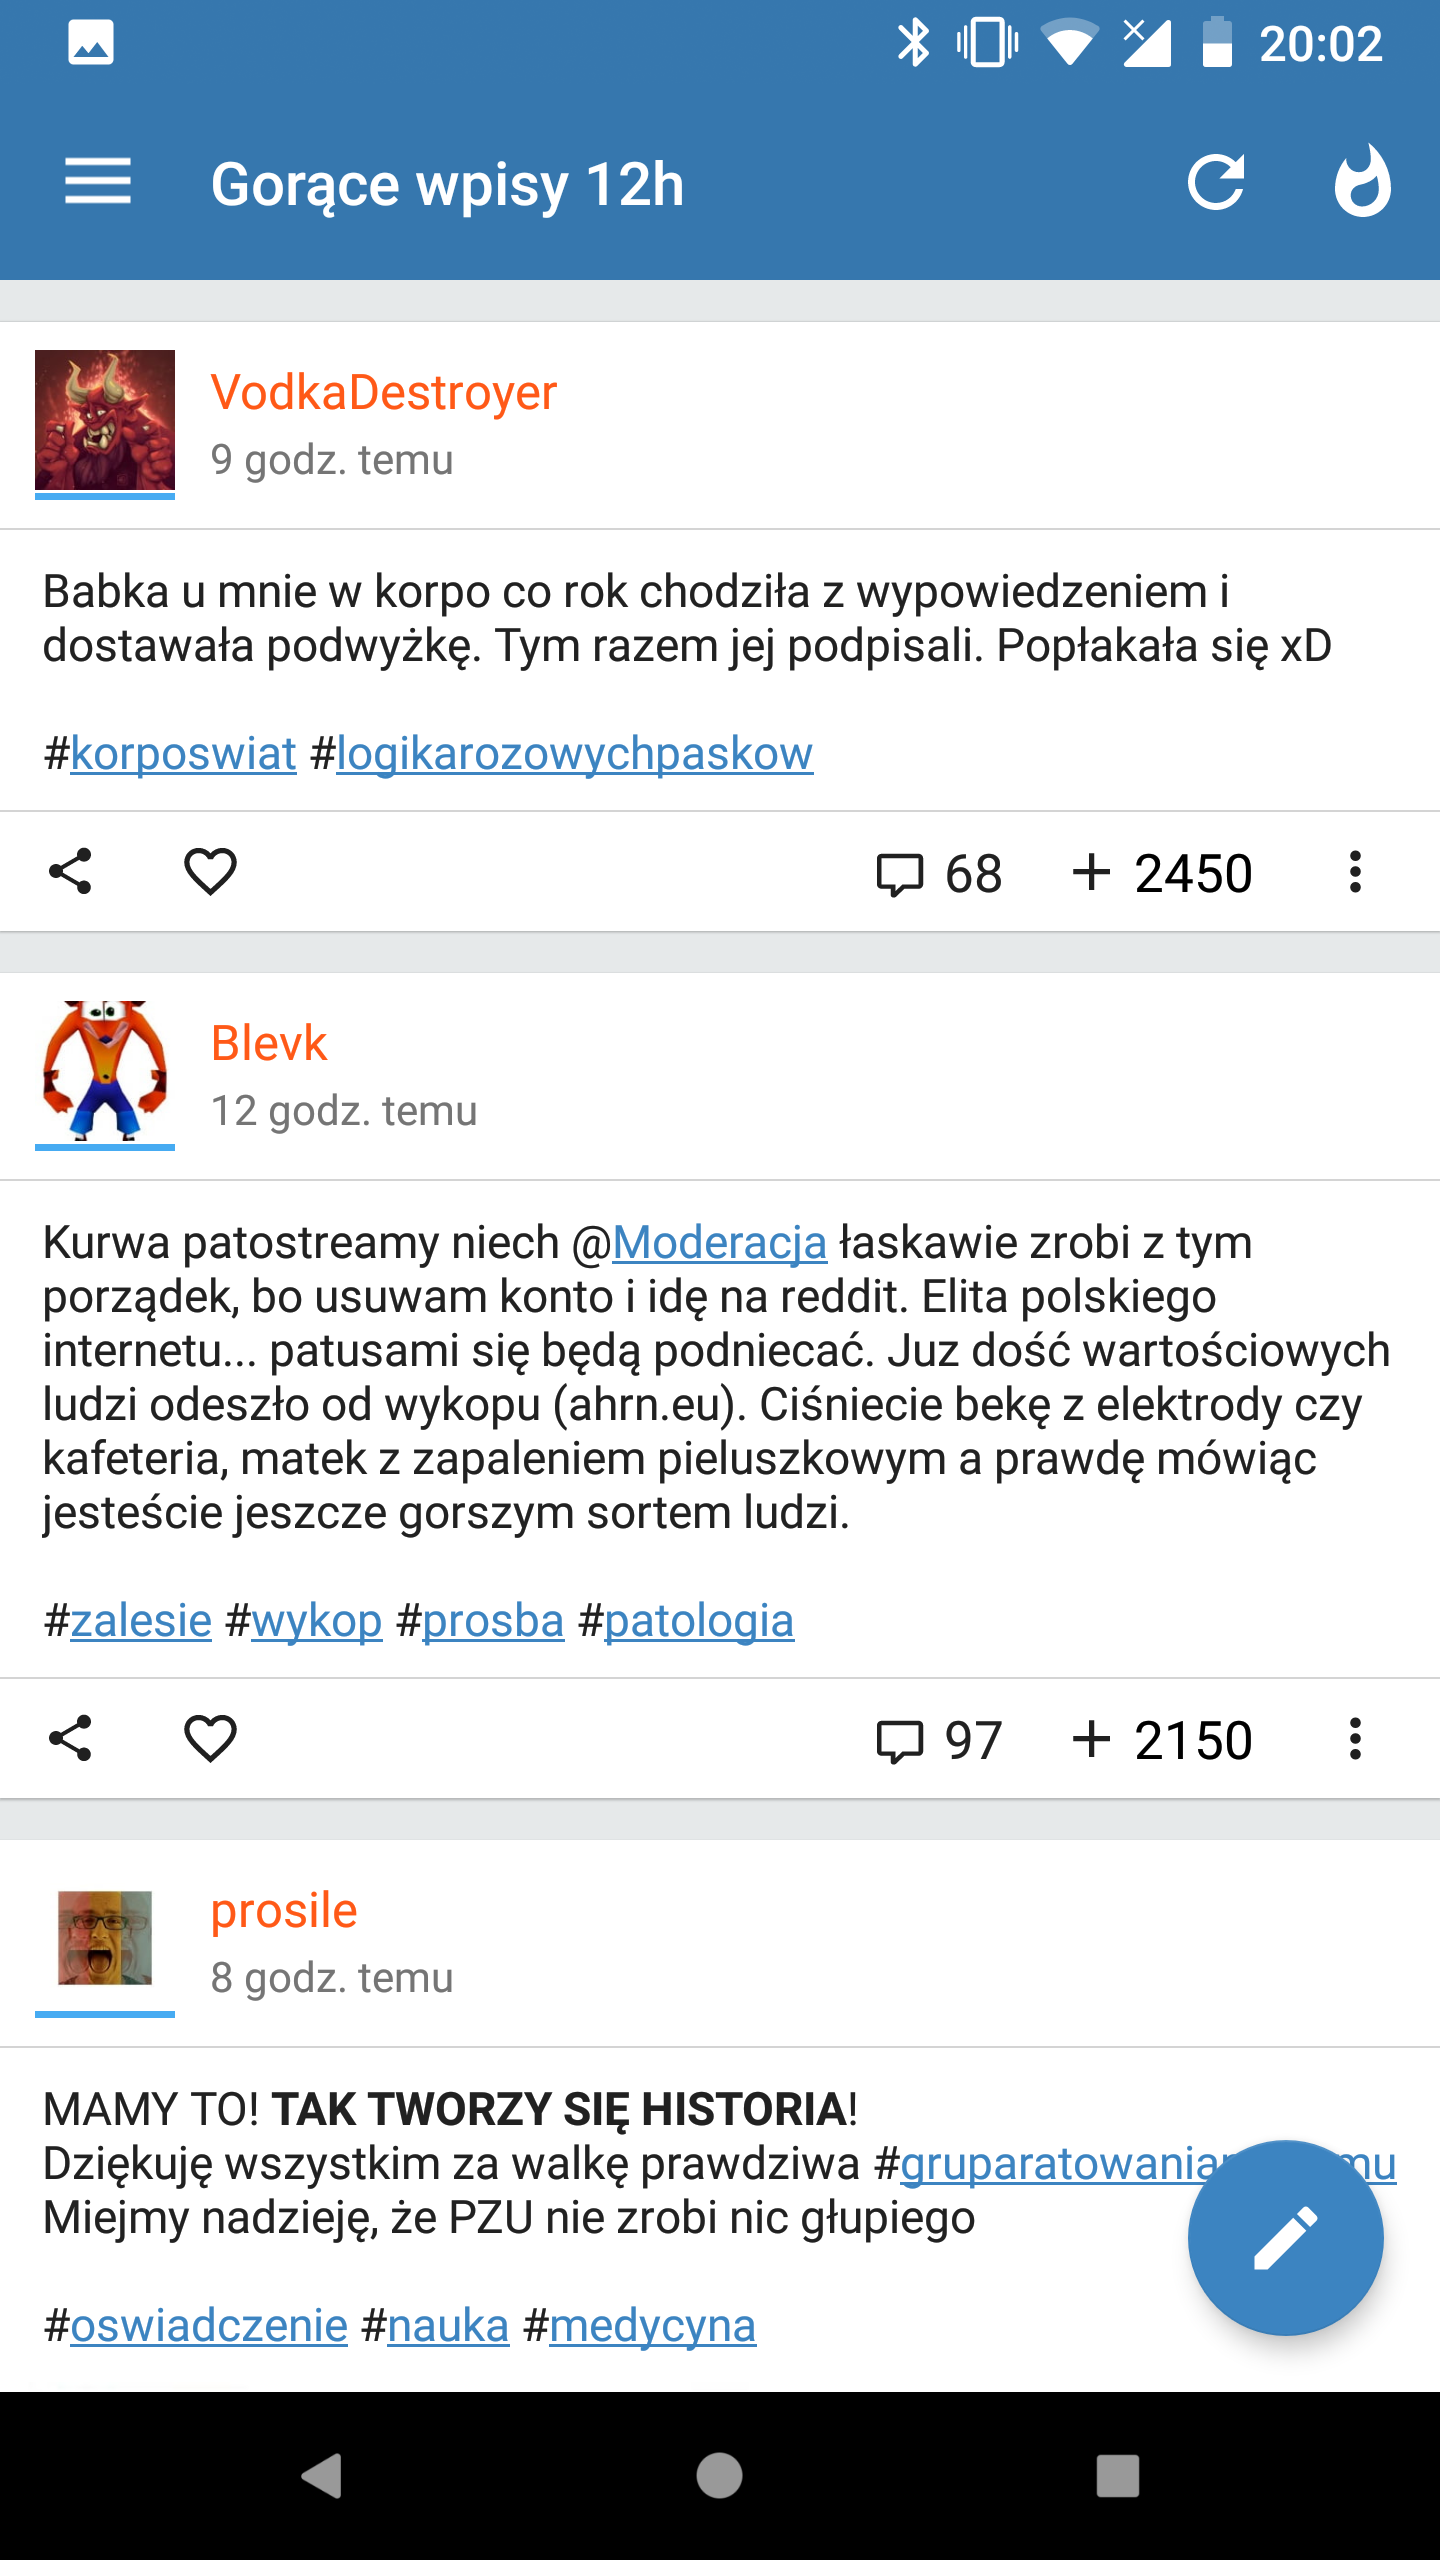 20:02
Gorące wpisy 12h
VodkaDestroyer
9 godz. temu
Babka u mnie w korpo co rok chodziła z wypowiedzeniem i
dostawała podwyżkę. Tym razem jej podpisali. Popłakała się xD
#korposwiat #logikarozowychpaskow
68 2450
Blevk
12 godz. temu
Kurwa patostreamy niech @Moderacja łaskawie zrobi z tym
porządek, bo usuwam konto i idę na reddit. Elita polskiego
internetu... patusami się będą podniecać. Juz dość wartościowych
ludzi odeszło od wykopu (ahrn.eu). Ciśniecie bekę z elektrody czy
kafeteria, matek z zapaleniem pieluszkowym a prawdę mówiąc
jesteście jeszcze gorszym sortem ludzi.
#zalesie #wykop #prosba #patologia
97 2150
prosile
8 godz. temu
MAMY TO! TAK TWORZY SIĘ HISTORIA!
Dziękuję wszystkim za walkę prawdziwa
Miejmy nadzieję, że PZU nie zrobi nic głupiego
#oswiadczenie #nauka #medycyna